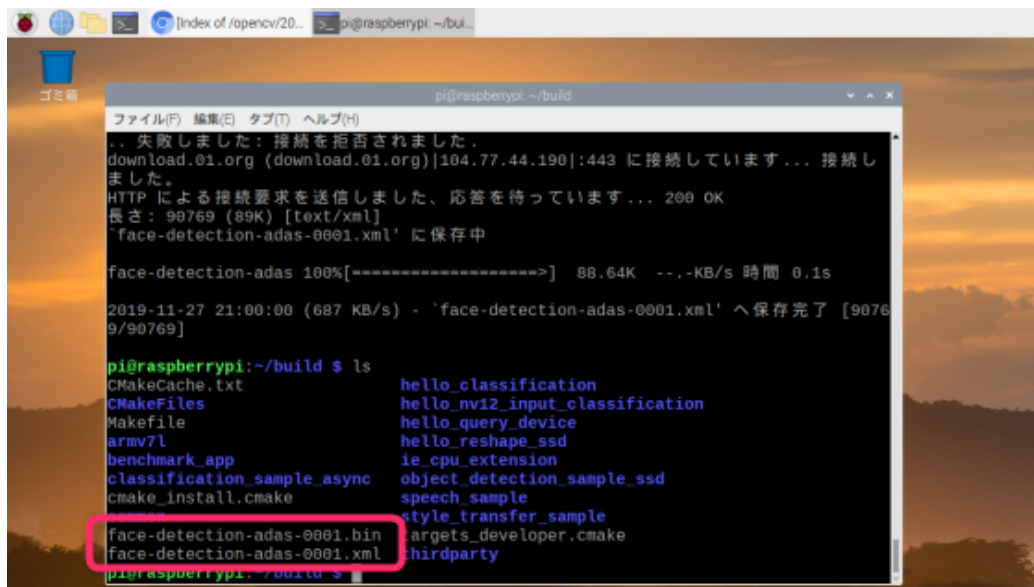 [Index of /opencv/20...
pi@raspberrypi: ~/bui...
ゴミ箱
pi@raspberrypi: ~/build
ファイル(F) 編集(E) タブ(T) ヘルプ(H)
.. 失敗しました: 接続を拒否されました.
download.01.org (download.01.org)|104.77.44.190|:443 に接続しています... 接続し
ました。
HTTP による接続要求を送信しました、応答を待っています... 200 OK
長さ: 90769 (89K) [text/xml]
`face-detection-adas-0001.xml' に保存中
face-detection-adas 100%[===================>] 88.64K --.-KB/s 時間 0.1s
2019-11-27 21:00:00 (687 KB/s) - `face-detection-adas-0001.xml' へ保存完了 [9076
9/90769]
pi@raspberrypi:~/build $ ls
CMakeCache.txt hello_classification
CMakeFiles hello_nv12_input_classification
Makefile hello_query_device
armv7l hello_reshape_ssd
benchmark_app ie_cpu_extension
classification_sample_async object_detection_sample_ssd
cmake_install.cmake speech_sample
common style_transfer_sample
face-detection-adas-0001.bin targets_developer.cmake
face-detection-adas-0001.xml thirdparty
pi@raspberrypi:~/build $